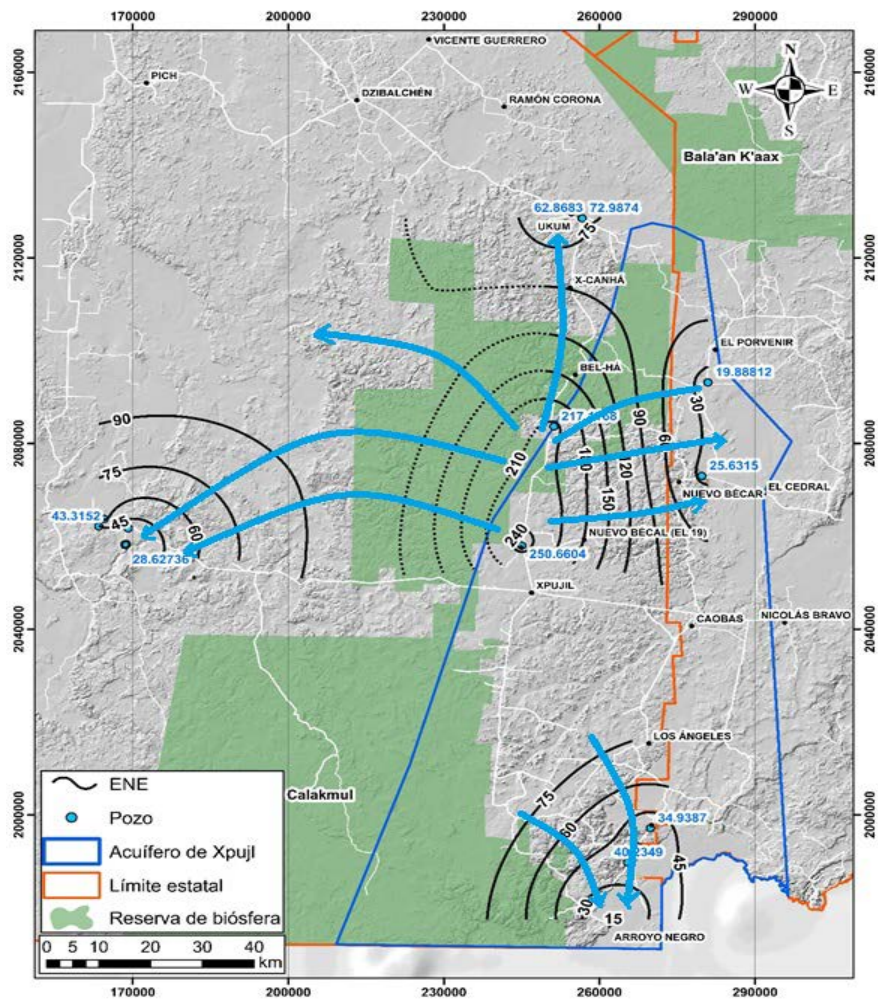 170000 200000 230000 260000 290000
2160000 2160000
VICENTE GUERRERO
PICH
DZIBALCHÉN
RAMÓN CORONA
N
W E
S
Bala'an K'aax
62.8683 72.9874
UKUM
75
2120000 2120000
X-CANHÁ
EL PORVENIR
BEL-HÁ
19.88812
90
90
30
60
210
120
150
2080000 2080000
75
25.6315
EL CEDRAL
NUEVO BÉCAR
43.3152
45
60
28.62736
240
NUEVO BÉCAL (EL 19)
250.6604
XPUJIL
NICOLÁS BRAVO
CAOBAS
2040000 2040000
LOS ÁNGELES
75
Calakmul
2000000 2000000
60
34.9387
45
30
15
ARROYO NEGRO
ENE
Pozo
Acuífero de Xpujl
Límite estatal
Reserva de biósfera
0 5 10 20 30 40
km
170000 200000 230000 260000 290000